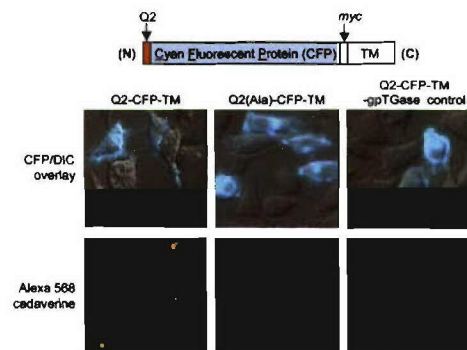 Q2 myc
(N) Cyan Fluorescent Protein (CFP) TM (C)
Q2-CFP-TM Q2(Ala)-CFP-TM Q2-CFP-TM
-gpTGase control
CFP/DIC
overlay
Alexa 568
cadaverine